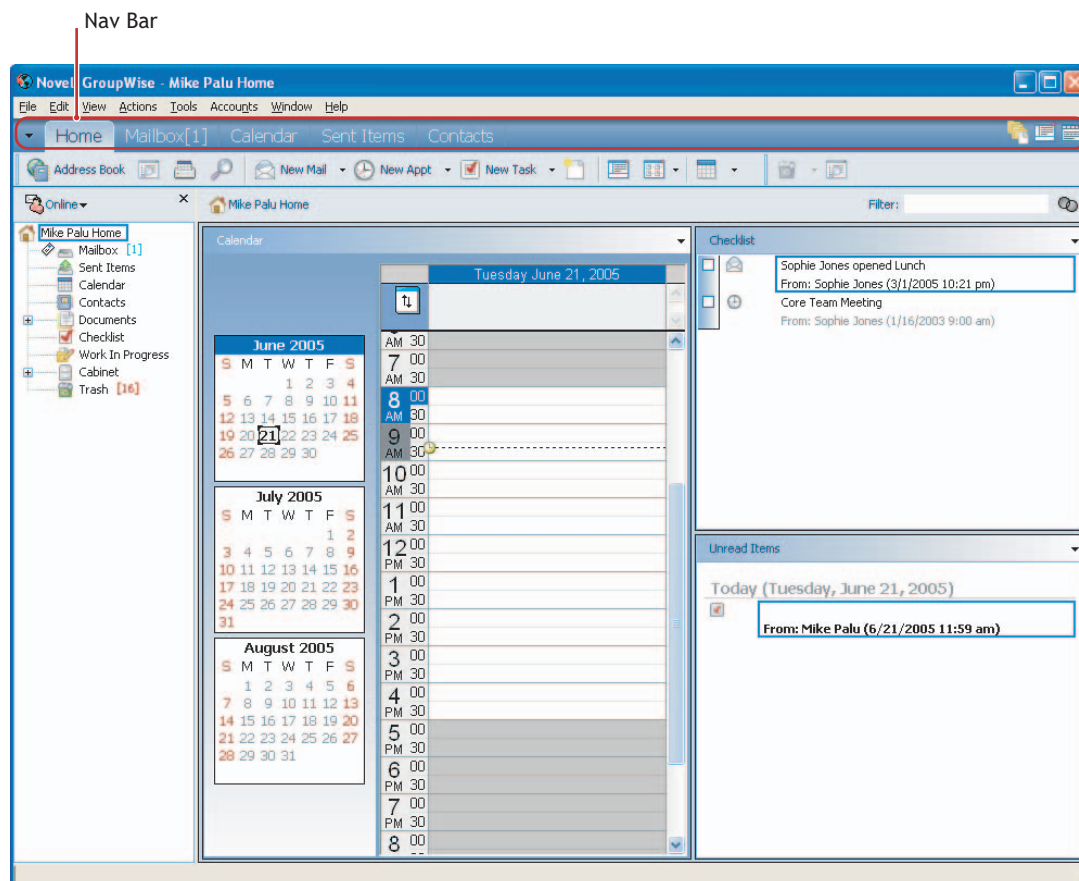 Nav Bar
Novell GroupWise - Mike Palu Home
File Edit View Actions Tools Accounts Window Help
Home Mailbox[1] Calendar Sent Items Contacts
Address Book New Mail New Appt New Task
Online Mike Palu Home Filter:
Mike Palu Home
Mailbox [1]
Sent Items
Calendar
Contacts
Documents
Checklist
Work In Progress
Cabinet
Trash [16]
Calendar
Tuesday June 21, 2005
June 2005
S M T W T F S
1 2 3 4
5 6 7 8 9 10 11
12 13 14 15 16 17 18
19 20 21 22 23 24 25
26 27 28 29 30
July 2005
S M T W T F S
1 2
3 4 5 6 7 8 9
10 11 12 13 14 15 16
17 18 19 20 21 22 23
24 25 26 27 28 29 30
31
August 2005
S M T W T F S
1 2 3 4 5 6
7 8 9 10 11 12 13
14 15 16 17 18 19 20
21 22 23 24 25 26 27
28 29 30 31
AM 30
7 00
AM 30
8 00
AM 30
9 00
AM 30
10 00
AM 30
11 00
AM 30
12 00
PM 30
1 00
PM 30
2 00
PM 30
3 00
PM 30
4 00
PM 30
5 00
PM 30
6 00
PM 30
7 00
PM 30
8 00
Checklist
Sophie Jones opened Lunch
From: Sophie Jones (3/1/2005 10:21 pm)
Core Team Meeting
From: Sophie Jones (1/16/2003 9:00 am)
Unread Items
Today (Tuesday, June 21, 2005)
From: Mike Palu (6/21/2005 11:59 am)